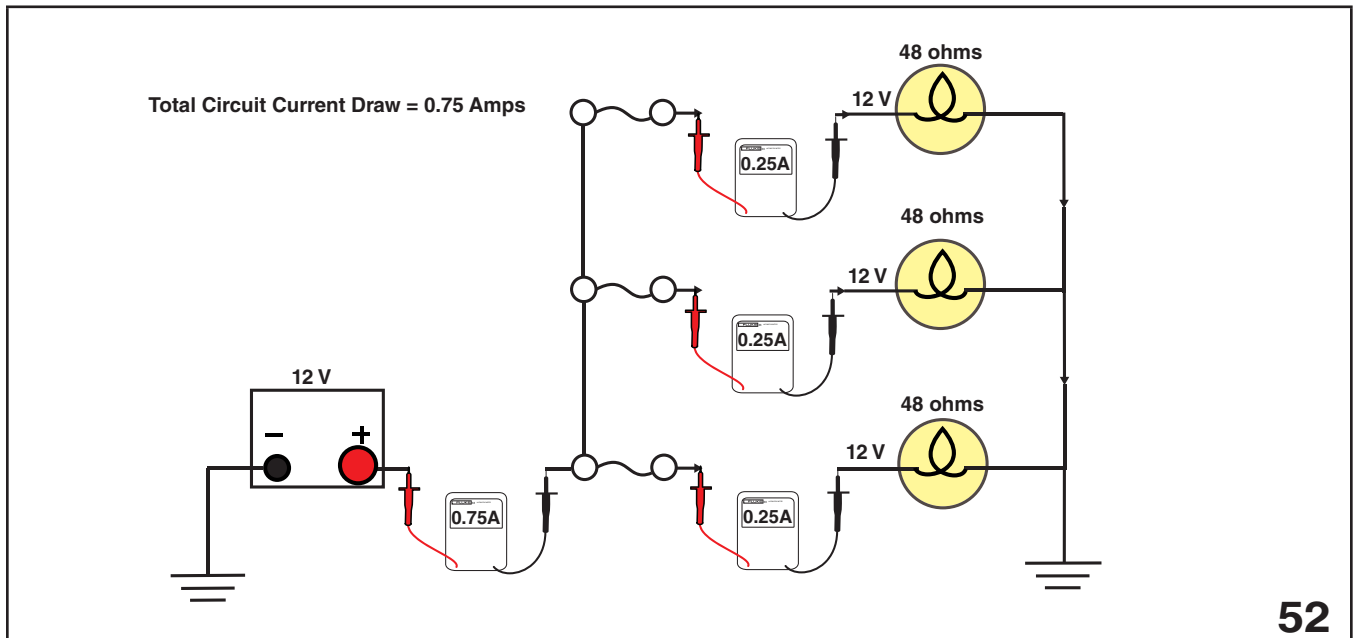 48 ohms
Total Circuit Current Draw = 0.75 Amps
12 V
0.25A
48 ohms
12 V
0.25A
12 V
48 ohms
12 V
− +
0.75A
0.25A
52